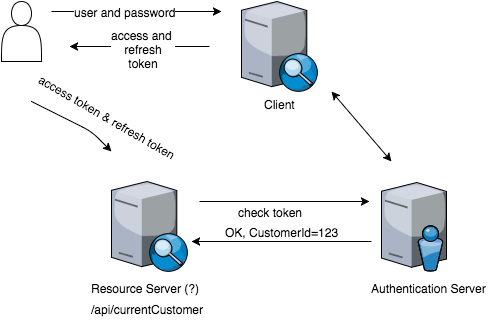 user and password
access and
refresh
token
Client
access token & refresh token
check token
OK, CustomerId=123
Resource Server (?)
/api/currentCustomer
Authentication Server